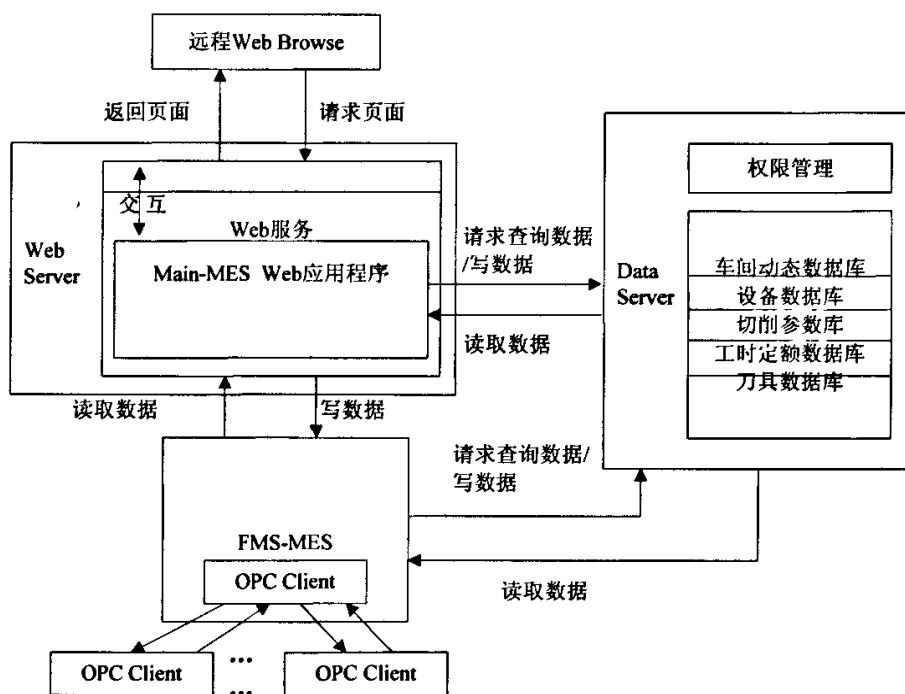 远程Web Browse
返回页面
请求页面
权限管理
交互
Web服务
Web
Server
Main-MES Web应用程序
请求查询数据
/写数据
读取数据
Data
Server
车间动态数据库
设备数据库
切削参数库
工时定额数据库
刀具数据库
读取数据
写数据
请求查询数据/
写数据
FMS-MES
OPC Client
读取数据
OPC Client
...
...
OPC Client